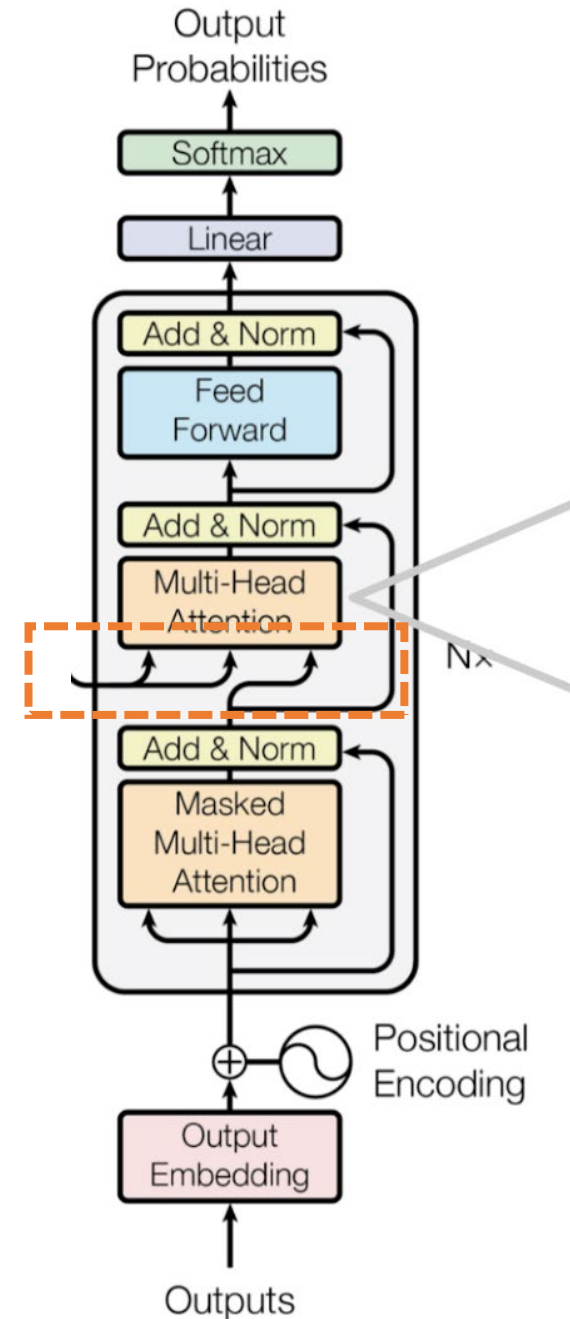 Output
Probabilities
Softmax
Linear
Add & Norm
Feed
Forward
Add & Norm
Multi-Head
Attention
N×
Add & Norm
Masked
Multi-Head
Attention
Positional
Encoding
Output
Embedding
Outputs